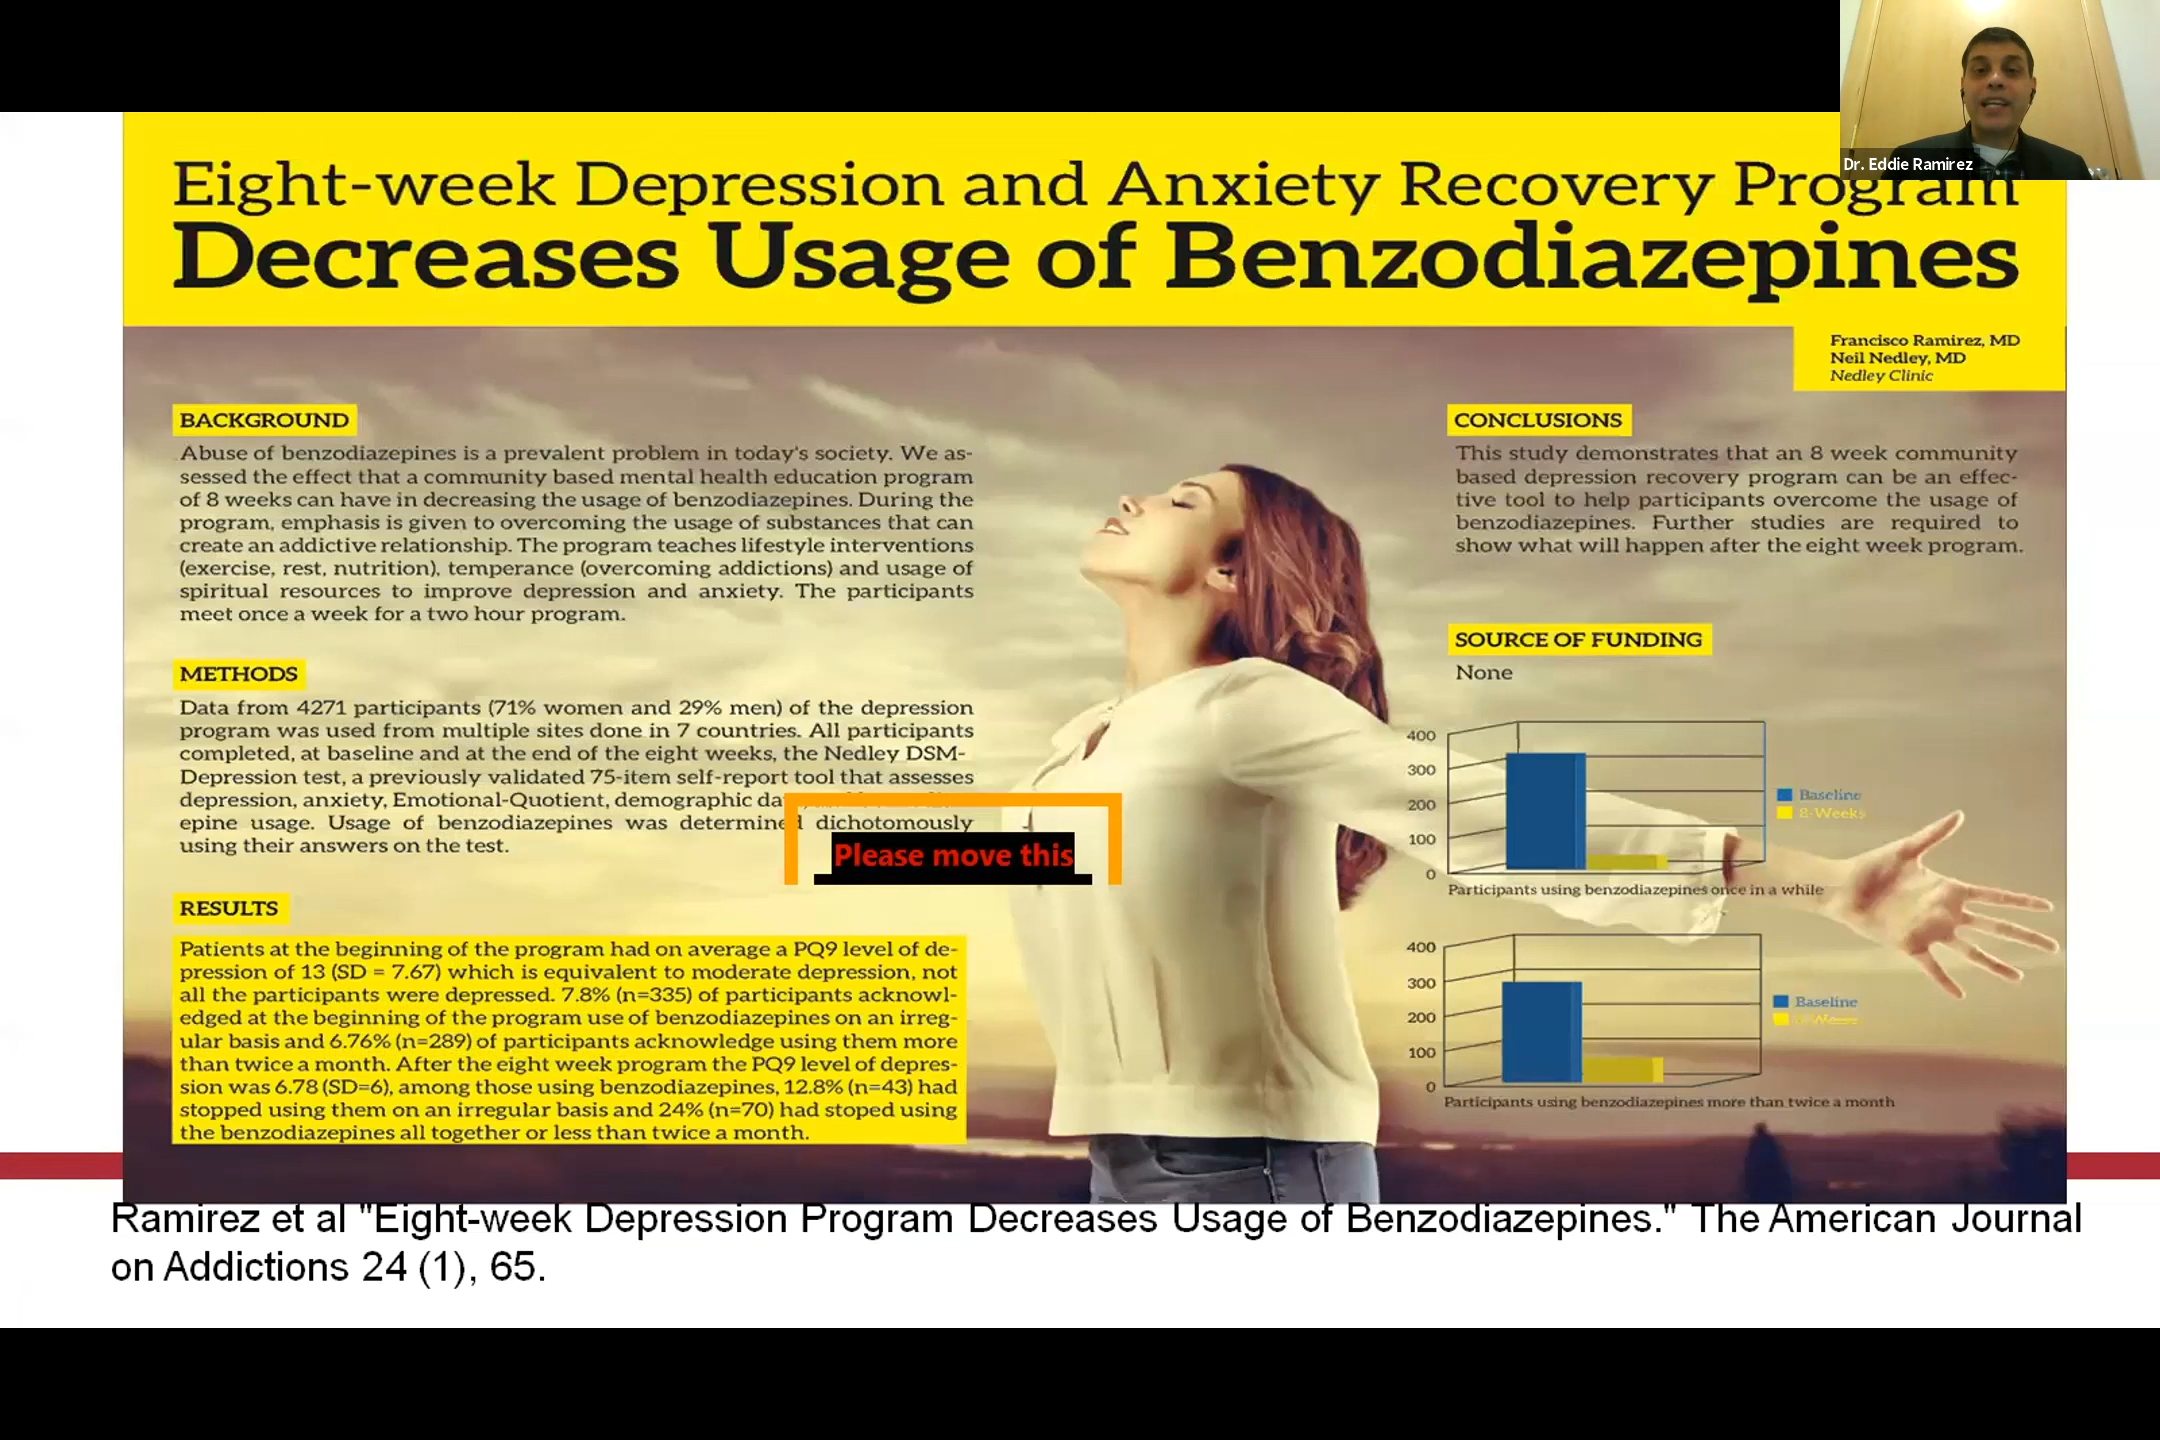 Dr. Eddie Ramirez
Eight-week Depression and Anxiety Recovery Program
Decreases Usage of Benzodiazepines
Francisco Ramirez, MD
Neil Nedley, MD
Nedley Clinic
BACKGROUND
Abuse of benzodiazepines is a prevalent problem in today's society. We as-
sessed the effect that a community based mental health education program
of 8 weeks can have in decreasing the usage of benzodiazepines. During the
program, emphasis is given to overcoming the usage of substances that can
create an addictive relationship. The program teaches lifestyle interventions
(exercise, rest, nutrition), temperance (overcoming addictions) and usage of
spiritual resources to improve depression and anxiety. The participants
meet once a week for a two hour program.
METHODS
Data from 4271 participants (71% women and 29% men) of the depression
program was used from multiple sites done in 7 countries. All participants
completed, at baseline and at the end of the eight weeks, the Nedley DSM-
Depression test, a previously validated 75-item self-report tool that assesses
depression, anxiety, Emotional-Quotient, demographic
epine usage. Usage of benzodiazepines was determined dichotomously
using their answers on the test.
Please move this
RESULTS
Patients at the beginning of the program had on average a PQ9 level of de-
pression of 13 (SD = 7.67) which is equivalent to moderate depression, not
all the participants were depressed. 7.8% (n=335) of participants acknowl-
edged at the beginning of the program use of benzodiazepines on an irreg-
ular basis and 6.76% (n=289) of participants acknowledge using them more
than twice a month. After the eight week program the PQ9 level of depres-
sion was 6.78 (SD=6), among those using benzodiazepines, 12.8% (n=43) had
stopped using them on an irregular basis and 24% (n=70) had stoped using
the benzodiazepines all together or less than twice a month.
CONCLUSIONS
This study demonstrates that an 8 week community
based depression recovery program can be an effec-
tive tool to help participants overcome the usage of
benzodiazepines. Further studies are required to
show what will happen after the eight week program.
SOURCE OF FUNDING
None
400
300
200
100
0
Baseline
8-Weeks
Participants using benzodiazepines once in a while
400
300
200
100
0
Baseline
Participants using benzodiazepines more than twice a month
Ramirez et al "Eight-week Depression Program Decreases Usage of Benzodiazepines." The American Journal
on Addictions 24 (1), 65.